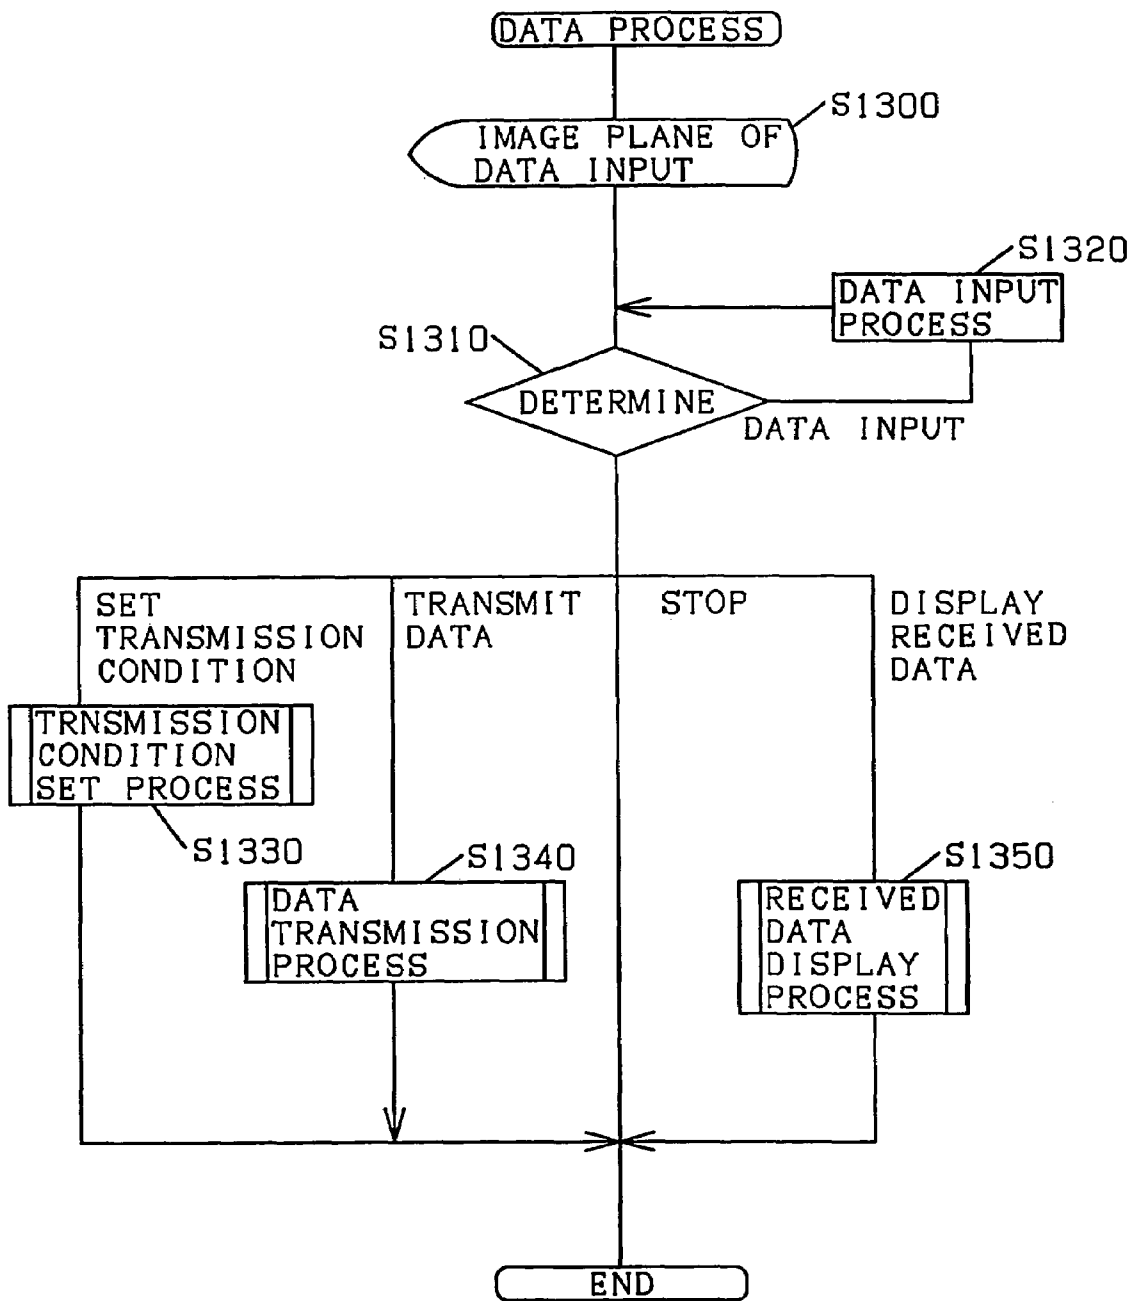 DATA PROCESS
S1300
IMAGE PLANE OF
DATA INPUT
S1320
DATA INPUT
PROCESS
S1310
DETERMINE
DATA INPUT
SET
TRANSMISSION
CONDITION
TRANSMIT
DATA
STOP
DISPLAY
RECEIVED
DATA
TRNSMISSION
CONDITION
SET PROCESS
S1330
S1340
DATA
TRANSMISSION
PROCESS
S1350
RECEIVED
DATA
DISPLAY
PROCESS
END